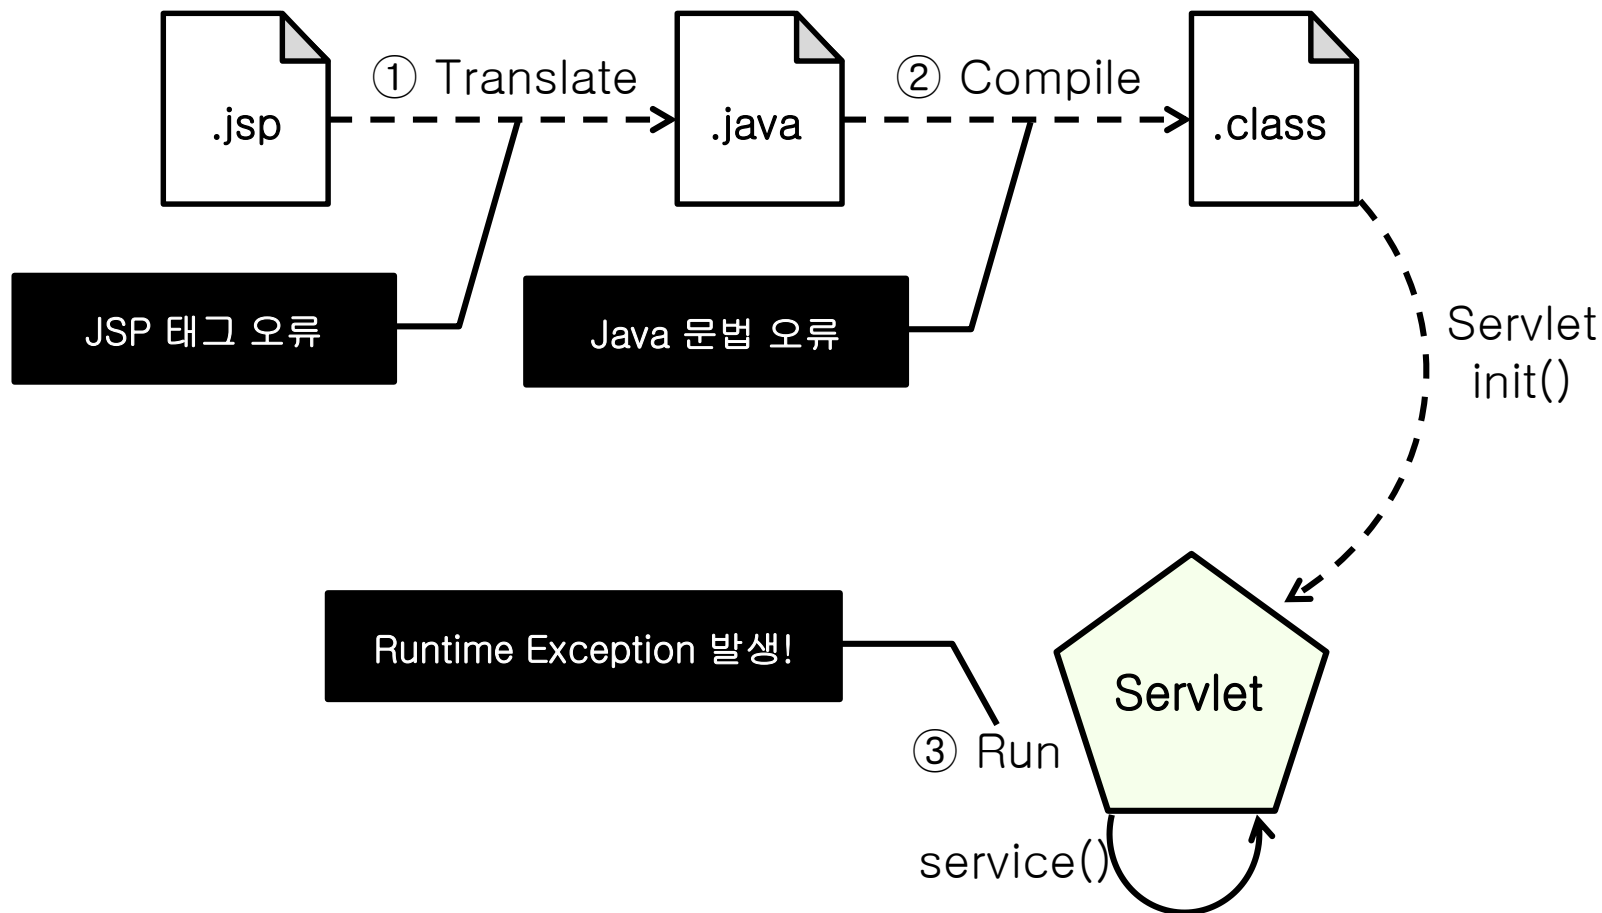 ① Translate
② Compile
.jsp
.java
.class
JSP 태그 오류
Java 문법 오류
Servlet
init()
Runtime Exception 발생!
Servlet
③ Run
service()